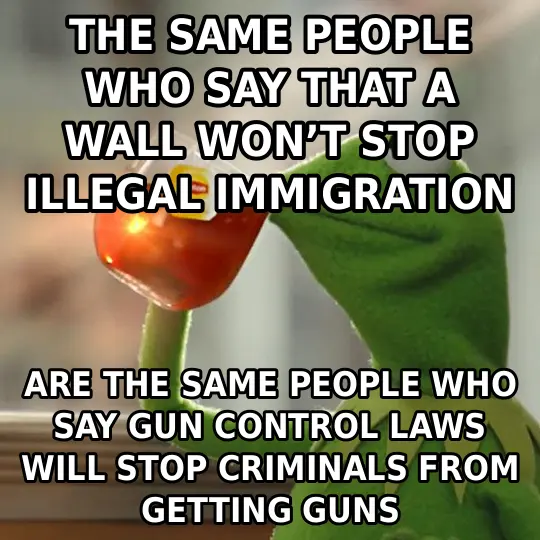 THE SAME PEOPLE
WHO SAY THAT A
WALL WON'T STOP
ILLEGAL IMMIGRATION
ARE THE SAME PEOPLE WHO
SAY GUN CONTROL LAWS
WILL STOP CRIMINALS FROM
GETTING GUNS